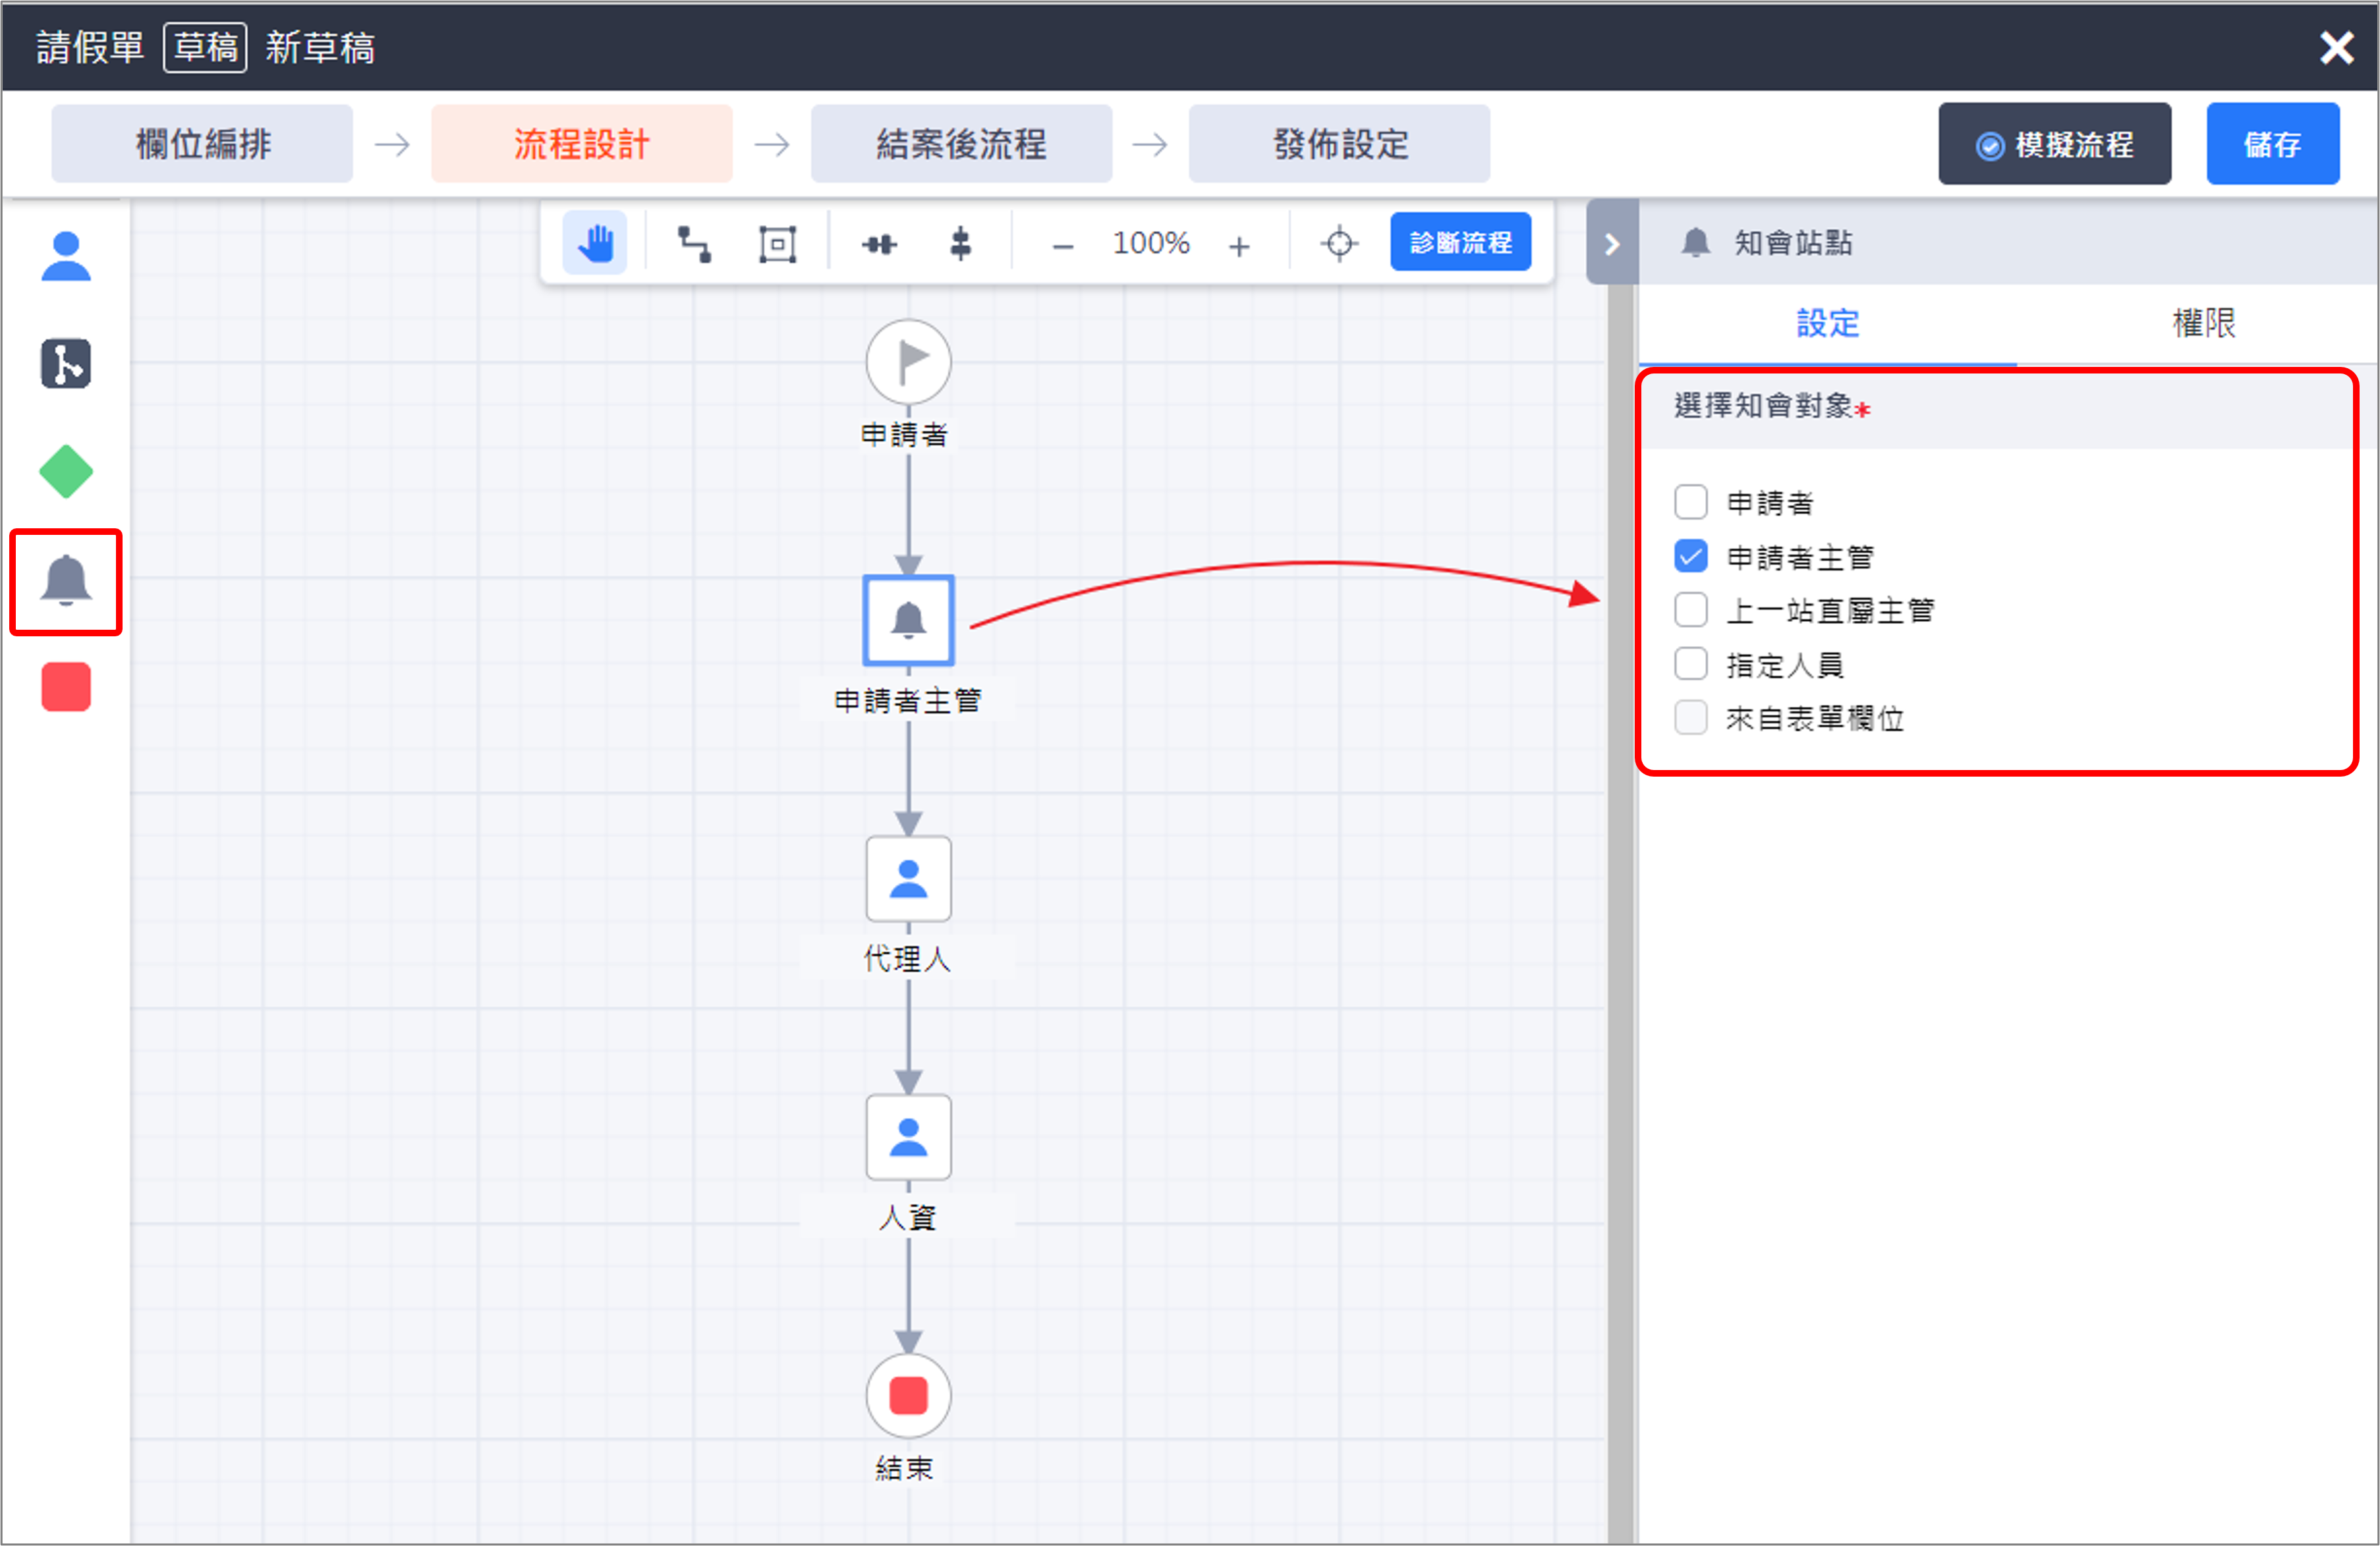 請假單 草稿 新草稿
欄位編排 → 流程設計 → 結案後流程 → 發佈設定
模擬流程
儲存
− 100% +
診斷流程
知會站點
設定
權限
選擇知會對象*
申請者
申請者主管
上一站直屬主管
指定人員
來自表單欄位
申請者
申請者主管
代理人
人資
結束